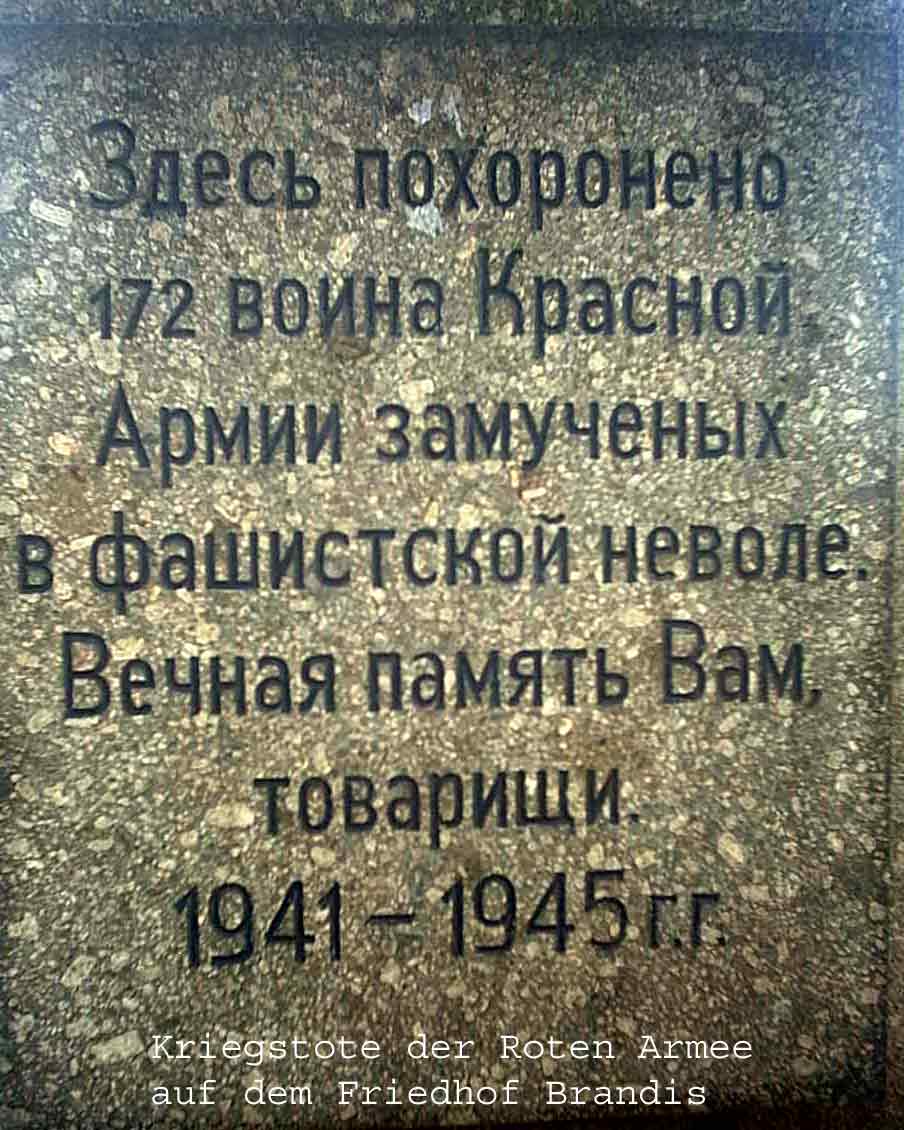 Здесь похоронено
172 воина Красной
Армии замученых
в фашистской неволе.
Вечная память Вам,
товарищи.
1941 – 1945 г.г.
Kriegstote der Roten Armee
auf dem Friedhof Brandis